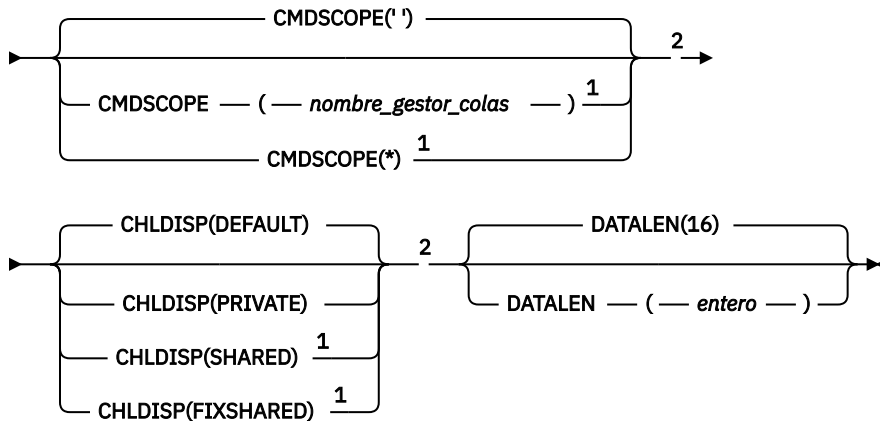 CMDSCOPE(' ')
2
CMDSCOPE ( nombre_gestor_colas ) 1
CMDSCOPE(*) 1
CHLDISP(DEFAULT) DATALEN(16)
2
CHLDISP(PRIVATE) DATALEN ( entero )
CHLDISP(SHARED) 1
CHLDISP(FIXSHARED) 1